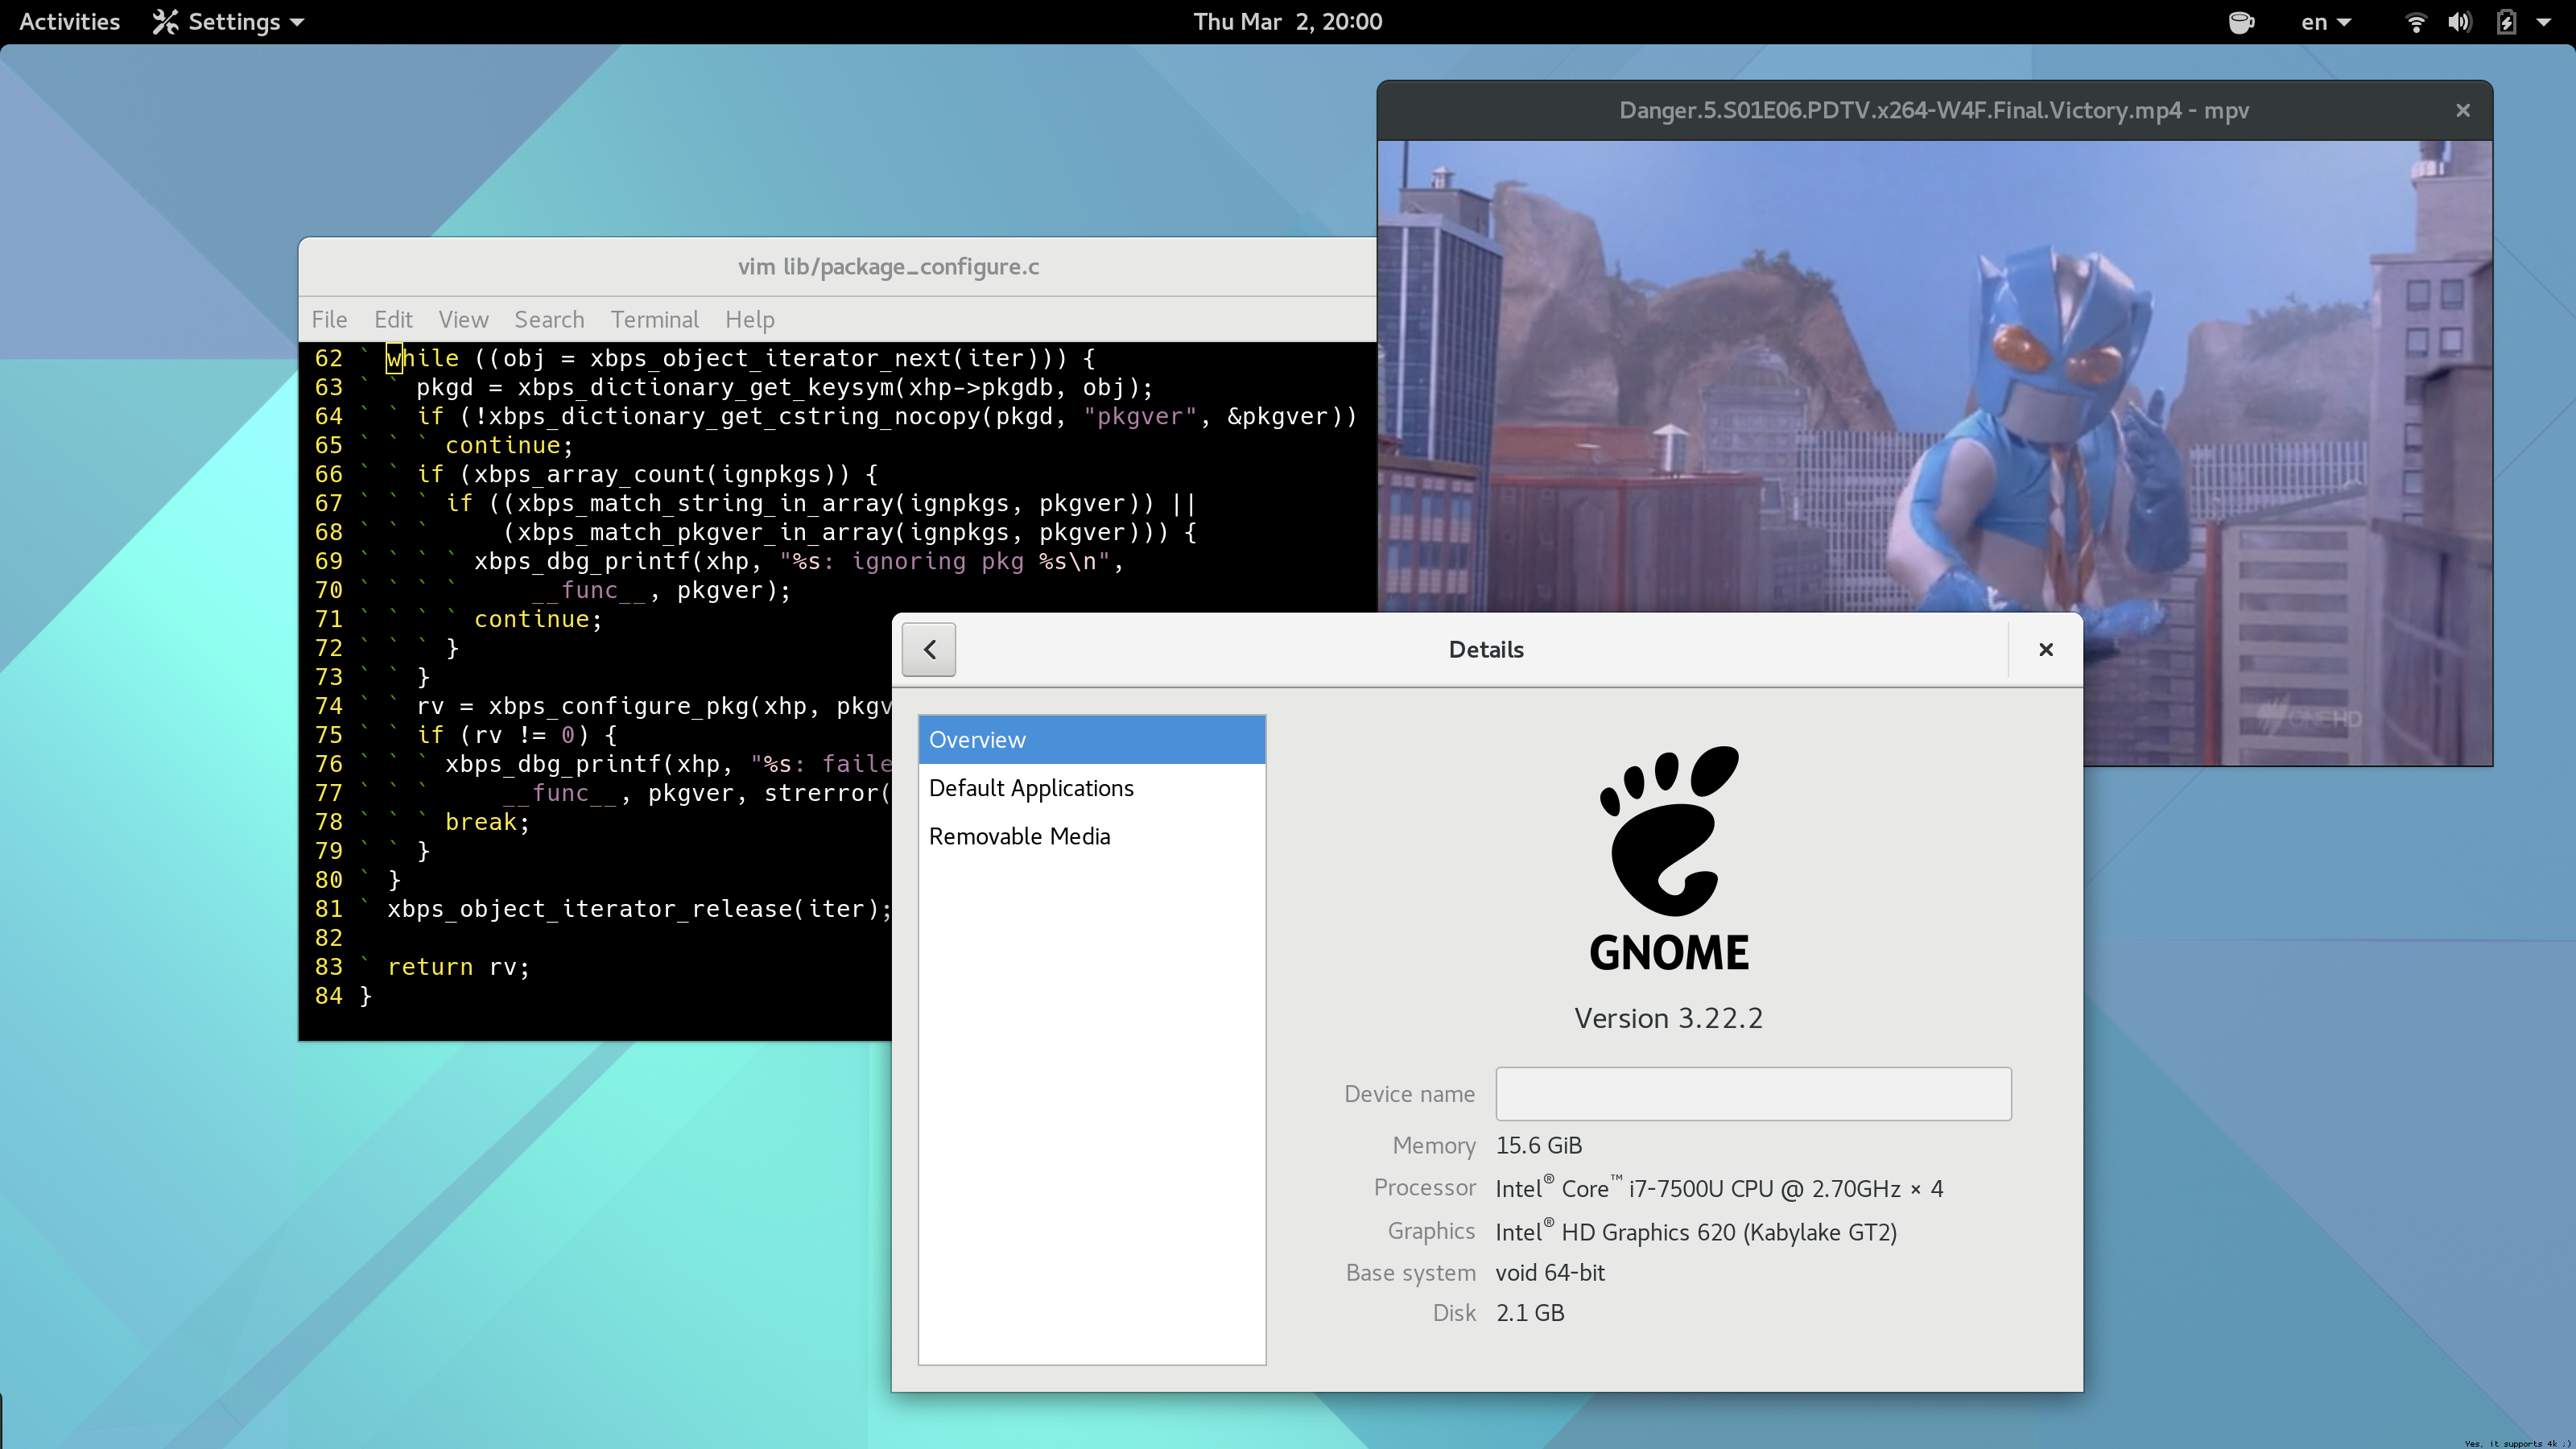 Activities Settings Thu Mar  2, 20:00 en
Danger.5.S01E06.PDTV.x264-W4F.Final.Victory.mp4 - mpv
ONE HD
vim lib/package_configure.c
File Edit View Search Terminal Help
62 ` while ((obj = xbps_object_iterator_next(iter))) {
63 ` ` pkgd = xbps_dictionary_get_keysym(xhp->pkgdb, obj);
64 ` ` if (!xbps_dictionary_get_cstring_nocopy(pkgd, "pkgver", &pkgver))
65 ` ` ` continue;
66 ` ` if (xbps_array_count(ignpkgs)) {
67 ` ` ` if ((xbps_match_string_in_array(ignpkgs, pkgver)) ||
68 ` ` `     (xbps_match_pkgver_in_array(ignpkgs, pkgver))) {
69 ` ` ` ` xbps_dbg_printf(xhp, "%s: ignoring pkg %s\n",
70 ` ` ` `     __func__, pkgver);
71 ` ` ` ` continue;
72 ` ` ` }
73 ` ` }
74 ` ` rv = xbps_configure_pkg(xhp, pkgv
75 ` ` if (rv != 0) {
76 ` ` ` xbps_dbg_printf(xhp, "%s: faile
77 ` ` `     __func__, pkgver, strerror(
78 ` ` ` break;
79 ` ` }
80 ` }
81 ` xbps_object_iterator_release(iter);
82
83 ` return rv;
84 }
Details
Overview
Default Applications
Removable Media
GNOME
Version 3.22.2
Device name
Memory 15.6 GiB
Processor Intel® Core™ i7-7500U CPU @ 2.70GHz × 4
Graphics Intel® HD Graphics 620 (Kabylake GT2)
Base system void 64-bit
Disk 2.1 GB
Yes, it supports 4k :)